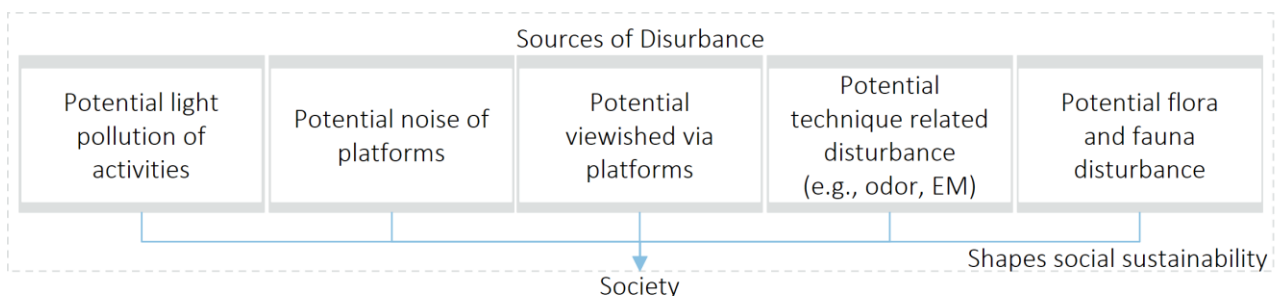 Sources of Disurbance
Potential light
pollution of
activities
Potential noise of
platforms
Potential
viewished via
platforms
Potential
technique related
disturbance
(e.g., odor, EM)
Potential flora
and fauna
disturbance
Shapes social sustainability
Society